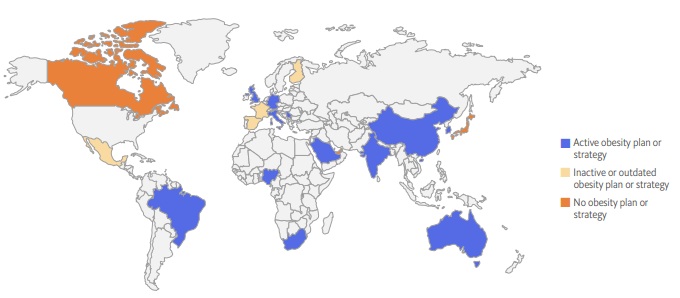 Active obesity plan or
strategy
Inactive or outdated
obesity plan or strategy
No obesity plan or
strategy